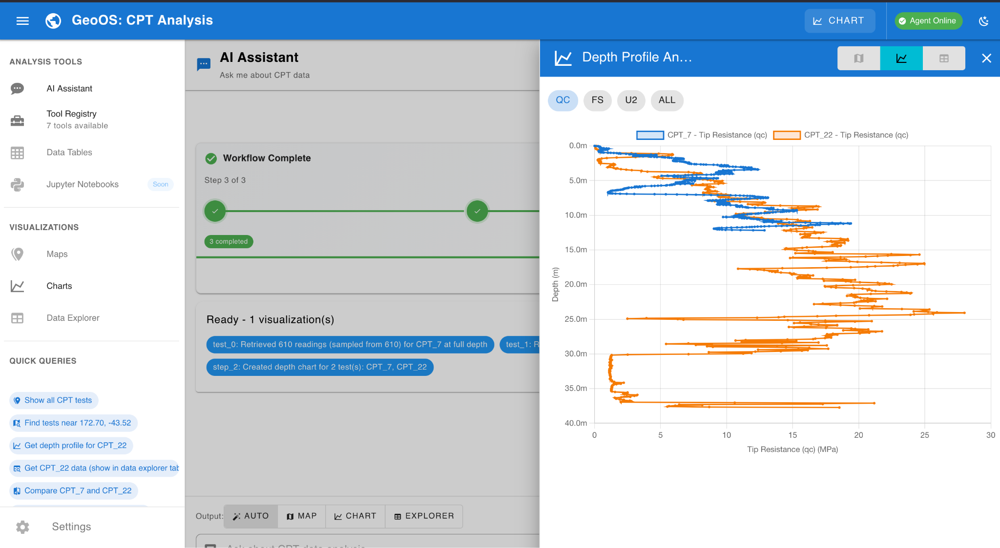 GeoOS: CPT Analysis
CHART
Agent Online
ANALYSIS TOOLS
AI Assistant
Tool Registry
7 tools available
Data Tables
Jupyter Notebooks
Soon
VISUALIZATIONS
Maps
Charts
Data Explorer
QUICK QUERIES
Show all CPT tests
Find tests near 172.70, -43.52
Get depth profile for CPT_22
Get CPT_22 data (show in data explorer tab
Compare CPT_7 and CPT_22
Settings
AI Assistant
Ask me about CPT data
Workflow Complete
Step 3 of 3
3 completed
Ready - 1 visualization(s)
test_0: Retrieved 610 readings (sampled from 610) for CPT_7 at full depth
test_1: R
step_2: Created depth chart for 2 test(s): CPT_7, CPT_22
Output:
AUTO
MAP
CHART
EXPLORER
Ask about CPT data analysis
Depth Profile An...
QC
FS
U2
ALL
CPT_7 - Tip Resistance (qc)
CPT_22 - Tip Resistance (qc)
0.0m
5.0m
10.0m
15.0m
20.0m
25.0m
30.0m
35.0m
40.0m
Depth (m)
0
5
10
15
20
25
30
Tip Resistance (qc) (MPa)